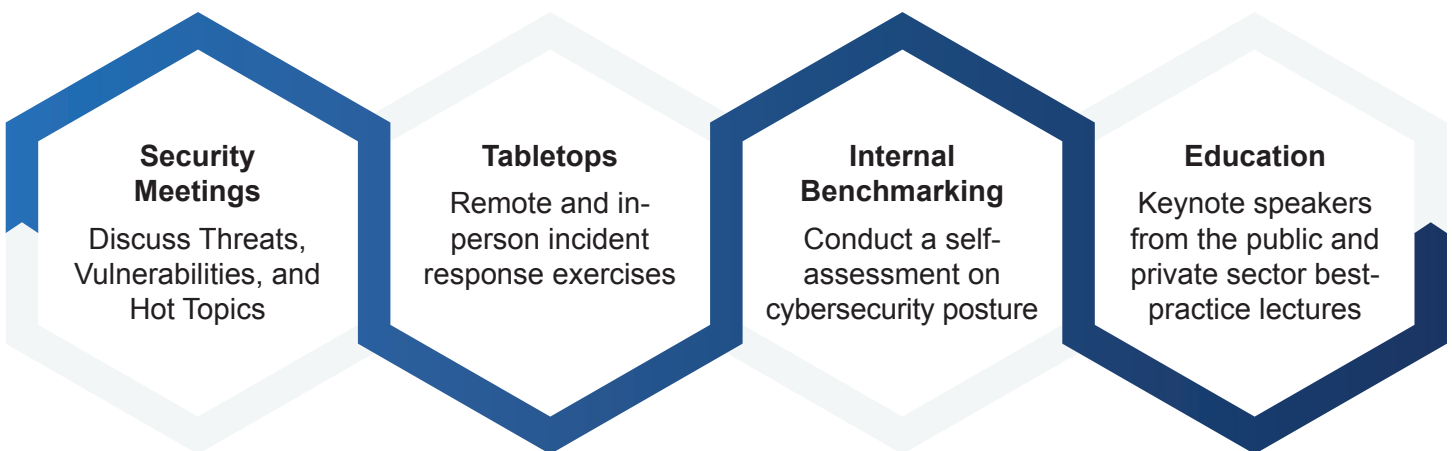 Security
Meetings
Discuss Threats,
Vulnerabilities, and
Hot Topics
Tabletops
Remote and in-
person incident
response exercises
Internal
Benchmarking
Conduct a self-
assessment on
cybersecurity posture
Education
Keynote speakers
from the public and
private sector best-
practice lectures